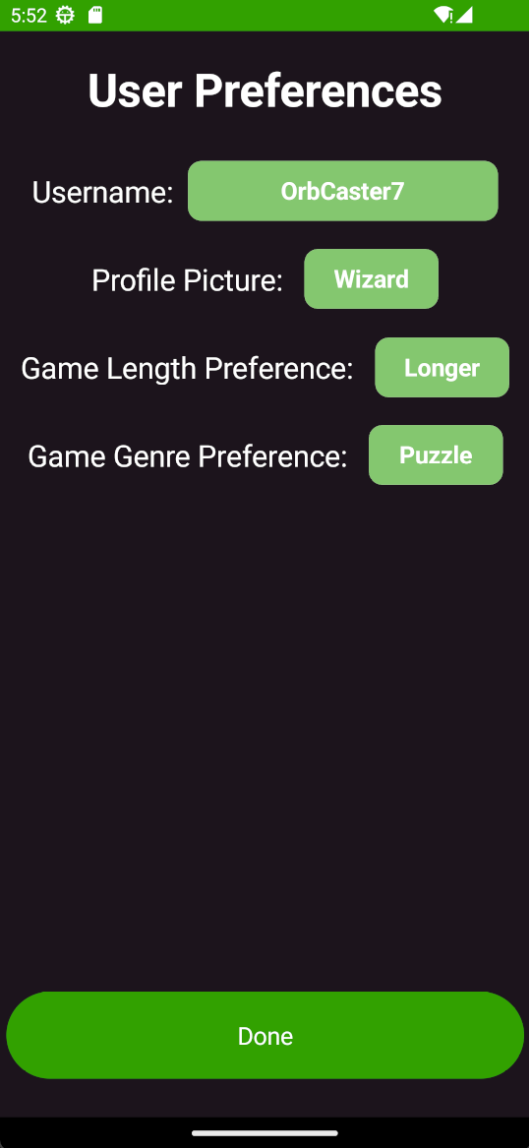 5:52
User Preferences
Username: OrbCaster7
Profile Picture: Wizard
Game Length Preference: Longer
Game Genre Preference: Puzzle
Done